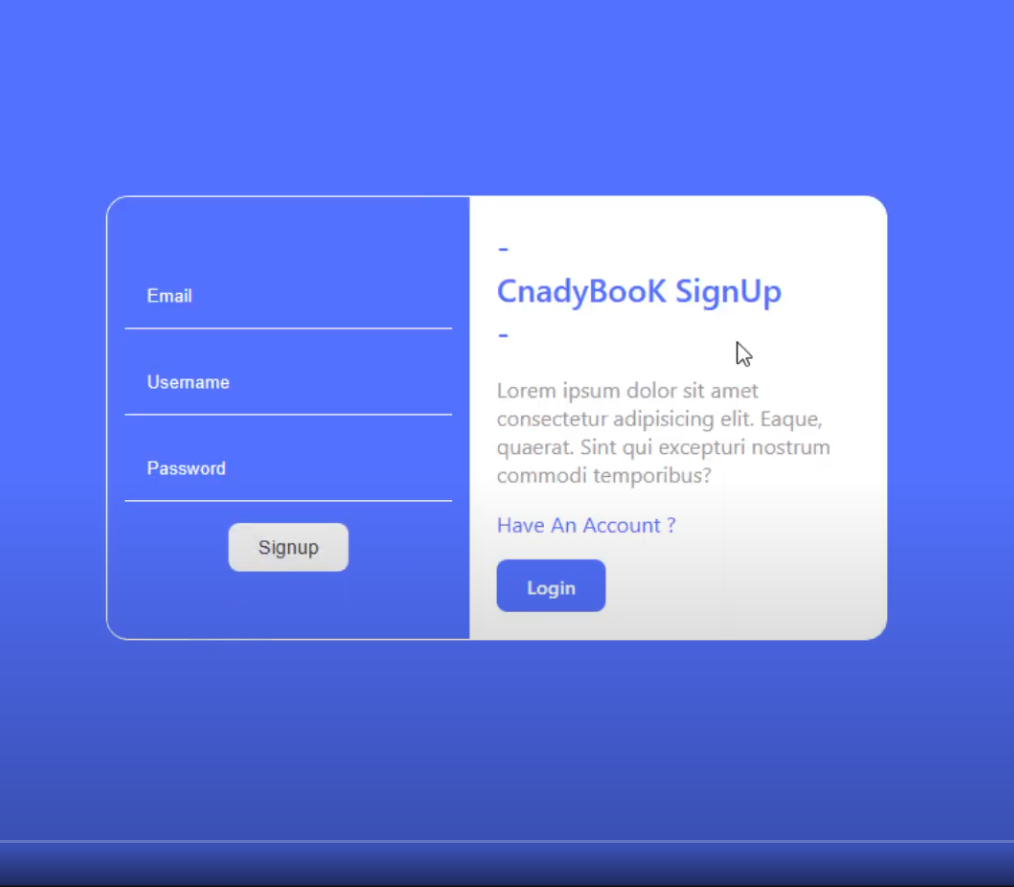 Email
Username
Password
Signup
-
CnadyBooK SignUp
-
Lorem ipsum dolor sit amet
consectetur adipisicing elit. Eaque,
quaerat. Sint qui excepturi nostrum
commodi temporibus?
Have An Account ?
Login